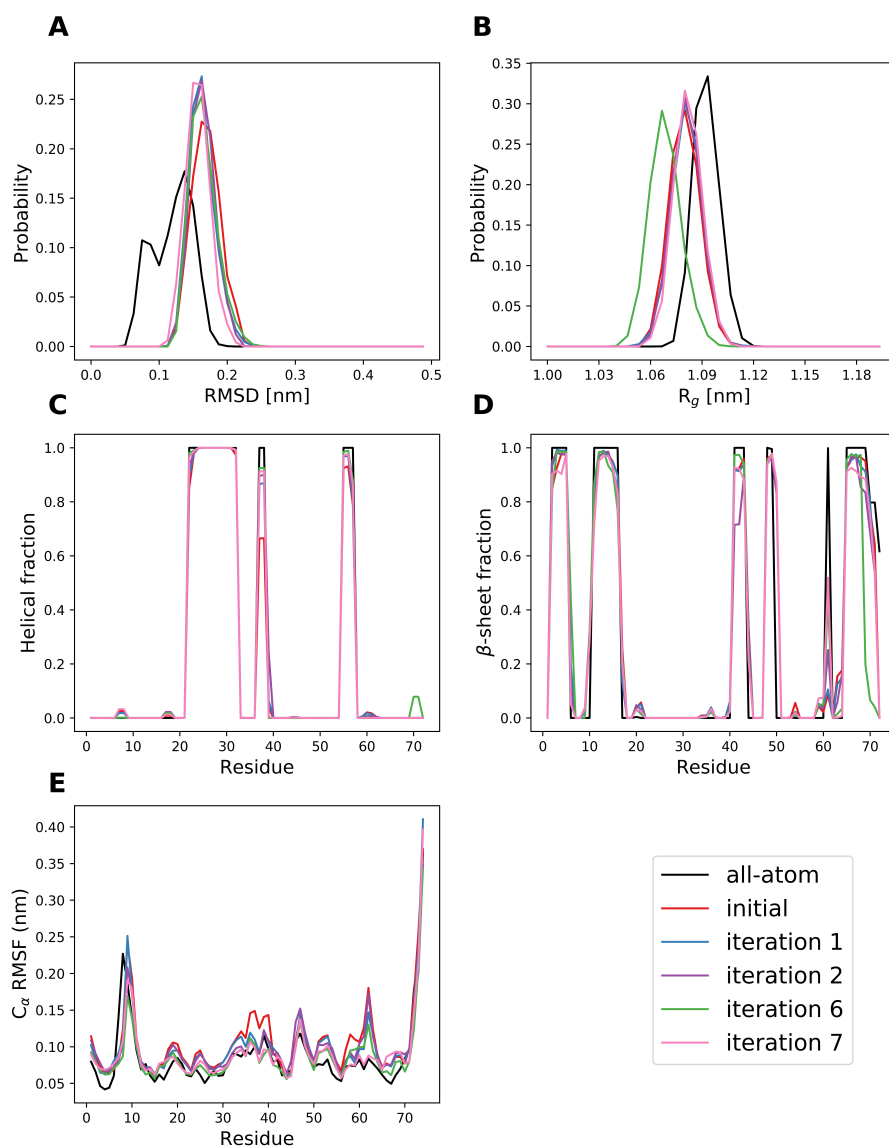 A
Probability
0.25
0.20
0.15
0.10
0.05
0.00
0.0 0.1 0.2 0.3 0.4 0.5
RMSD [nm]
B
Probability
0.35
0.30
0.25
0.20
0.15
0.10
0.05
0.00
1.00 1.03 1.06 1.09 1.12 1.15 1.18
Rg [nm]
C
Helical fraction
1.0
0.8
0.6
0.4
0.2
0.0
0 10 20 30 40 50 60 70
Residue
D
β-sheet fraction
1.0
0.8
0.6
0.4
0.2
0.0
0 10 20 30 40 50 60 70
Residue
E
Cα RMSF (nm)
0.40
0.35
0.30
0.25
0.20
0.15
0.10
0.05
0 10 20 30 40 50 60 70
Residue
all-atom
initial
iteration 1
iteration 2
iteration 6
iteration 7